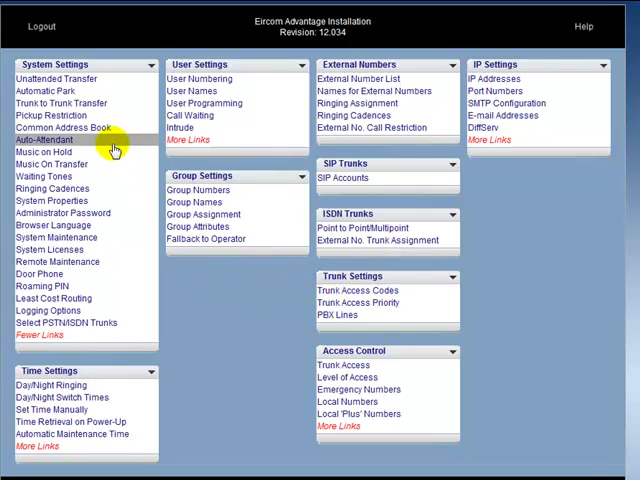 Logout
Eircom Advantage Installation
Revision: 12.034
Help
System Settings
Unattended Transfer
Automatic Park
Trunk to Trunk Transfer
Pickup Restriction
Common Address Book
Auto-Attendant
Music on Hold
Music On Transfer
Waiting Tones
Ringing Cadences
System Properties
Administrator Password
Browser Language
System Maintenance
System Licenses
Remote Maintenance
Door Phone
Roaming PIN
Least Cost Routing
Logging Options
Select PSTN/ISDN Trunks
Fewer Links
Time Settings
Day/Night Ringing
Day/Night Switch Times
Set Time Manually
Time Retrieval on Power-Up
Automatic Maintenance Time
More Links
User Settings
User Numbering
User Names
User Programming
Call Waiting
Intrude
More Links
Group Settings
Group Numbers
Group Names
Group Assignment
Group Attributes
Fallback to Operator
External Numbers
External Number List
Names for External Numbers
Ringing Assignment
Ringing Cadences
External No. Call Restriction
SIP Trunks
SIP Accounts
ISDN Trunks
Point to Point/Multipoint
External No. Trunk Assignment
Trunk Settings
Trunk Access Codes
Trunk Access Priority
PBX Lines
Access Control
Trunk Access
Level of Access
Emergency Numbers
Local Numbers
Local 'Plus' Numbers
More Links
IP Settings
IP Addresses
Port Numbers
SMTP Configuration
E-mail Addresses
DiffServ
More Links